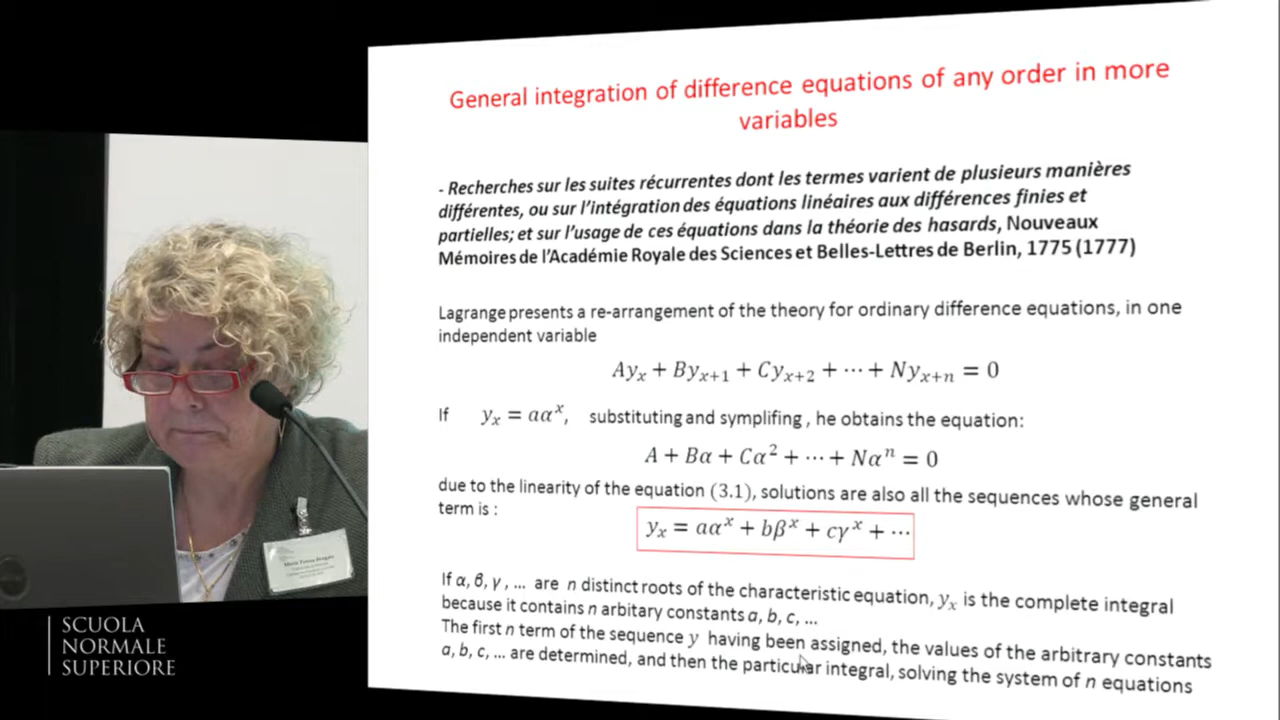 General integration of difference equations of any order in more
variables
- Recherches sur les suites récurrentes dont les termes varient de plusieurs manières
différentes, ou sur l'intégration des équations linéaires aux différences finies et
partielles; et sur l'usage de ces équations dans la théorie des hasards, Nouveaux
Mémoires de l'Académie Royale des Sciences et Belles-Lettres de Berlin, 1775 (1777)
Lagrange presents a re-arrangement of the theory for ordinary difference equations, in one
independent variable
Ay_x + By_{x+1} + Cy_{x+2} + ⋯ + Ny_{x+n} = 0
If y_x = aα^x, substituting and symplifing , he obtains the equation:
A + Bα + Cα² + ⋯ + Nα^n = 0
due to the linearity of the equation (3.1), solutions are also all the sequences whose general
term is :
y_x = aα^x + bβ^x + cγ^x + ⋯
If α, β, γ , … are n distinct roots of the characteristic equation, y_x is the complete integral
because it contains n arbitary constants a, b, c, …
The first n term of the sequence y having been assigned, the values of the arbitrary constants
a, b, c, … are determined, and then the particular integral, solving the system of n equations
SCUOLA
NORMALE
SUPERIORE